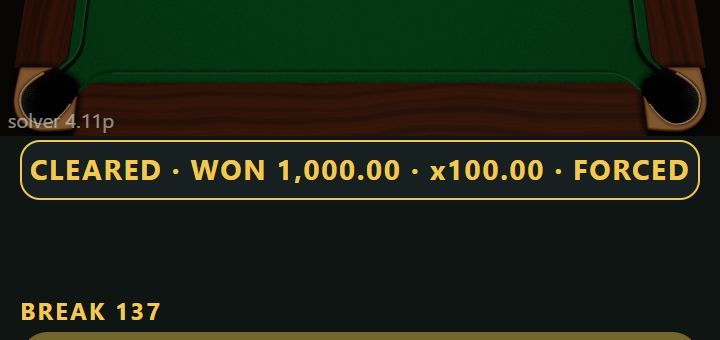 solver 4.11p
CLEARED · WON 1,000.00 · x100.00 · FORCED
BREAK 137